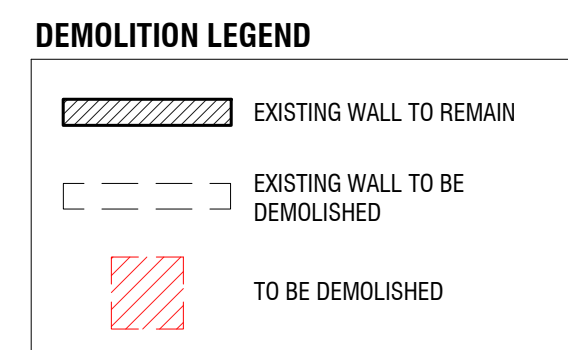 DEMOLITION LEGEND
EXISTING WALL TO REMAIN
EXISTING WALL TO BE
DEMOLISHED
TO BE DEMOLISHED